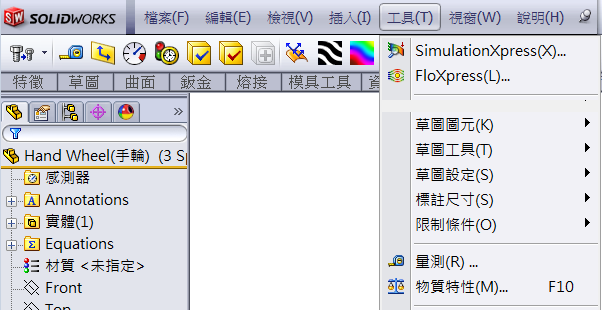 SW SOLIDWORKS 檔案(F) 編輯(E) 檢視(V) 插入(I) 工具(T) 視窗(W) 說明(H)
特徵 草圖 曲面 鈑金 熔接 模具工具
Hand Wheel(手輪) (3 Sp
感測器
Annotations
實體(1)
Equations
材質 <未指定>
Front
Top
SimulationXpress(X)...
FloXpress(L)...
草圖圖元(K)
草圖工具(T)
草圖設定(S)
標註尺寸(S)
限制條件(O)
量測(R) ...
物質特性(M)... F10